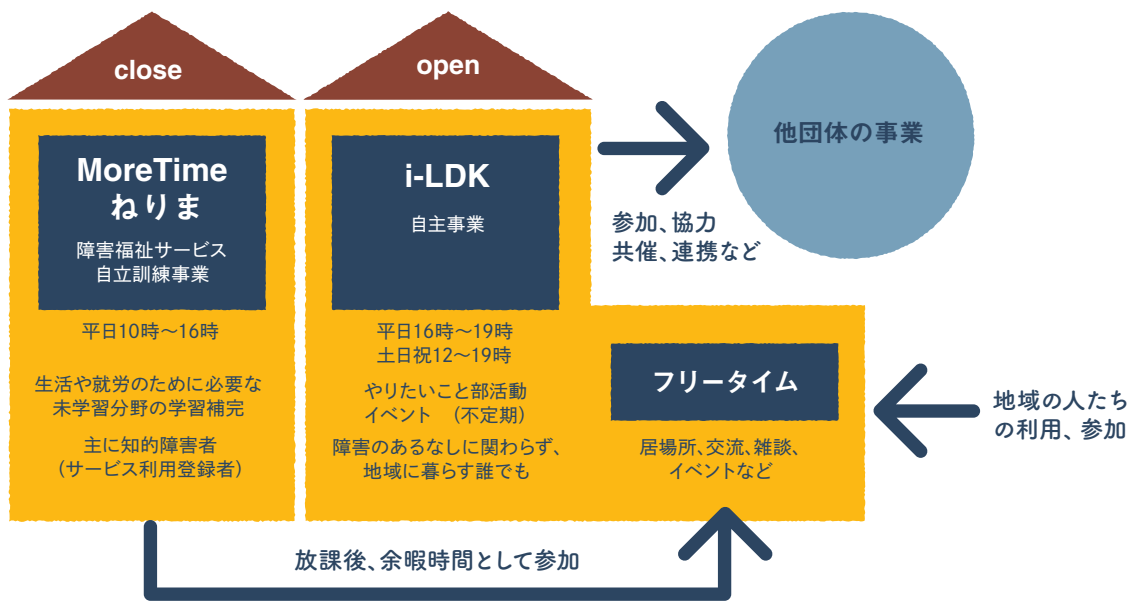 close
MoreTime
ねりま
障害福祉サービス
自立訓練事業
平日10時〜16時
生活や就労のために必要な
未学習分野の学習補完
主に知的障害者
（サービス利用登録者）
open
i-LDK
自主事業
平日16時〜19時
土日祝12〜19時
やりたいこと部活動
イベント （不定期）
障害のあるなしに関わらず、
地域に暮らす誰でも
他団体の事業
参加、協力
共催、連携など
フリータイム
居場所、交流、雑談、
イベントなど
地域の人たち
の利用、参加
放課後、余暇時間として参加